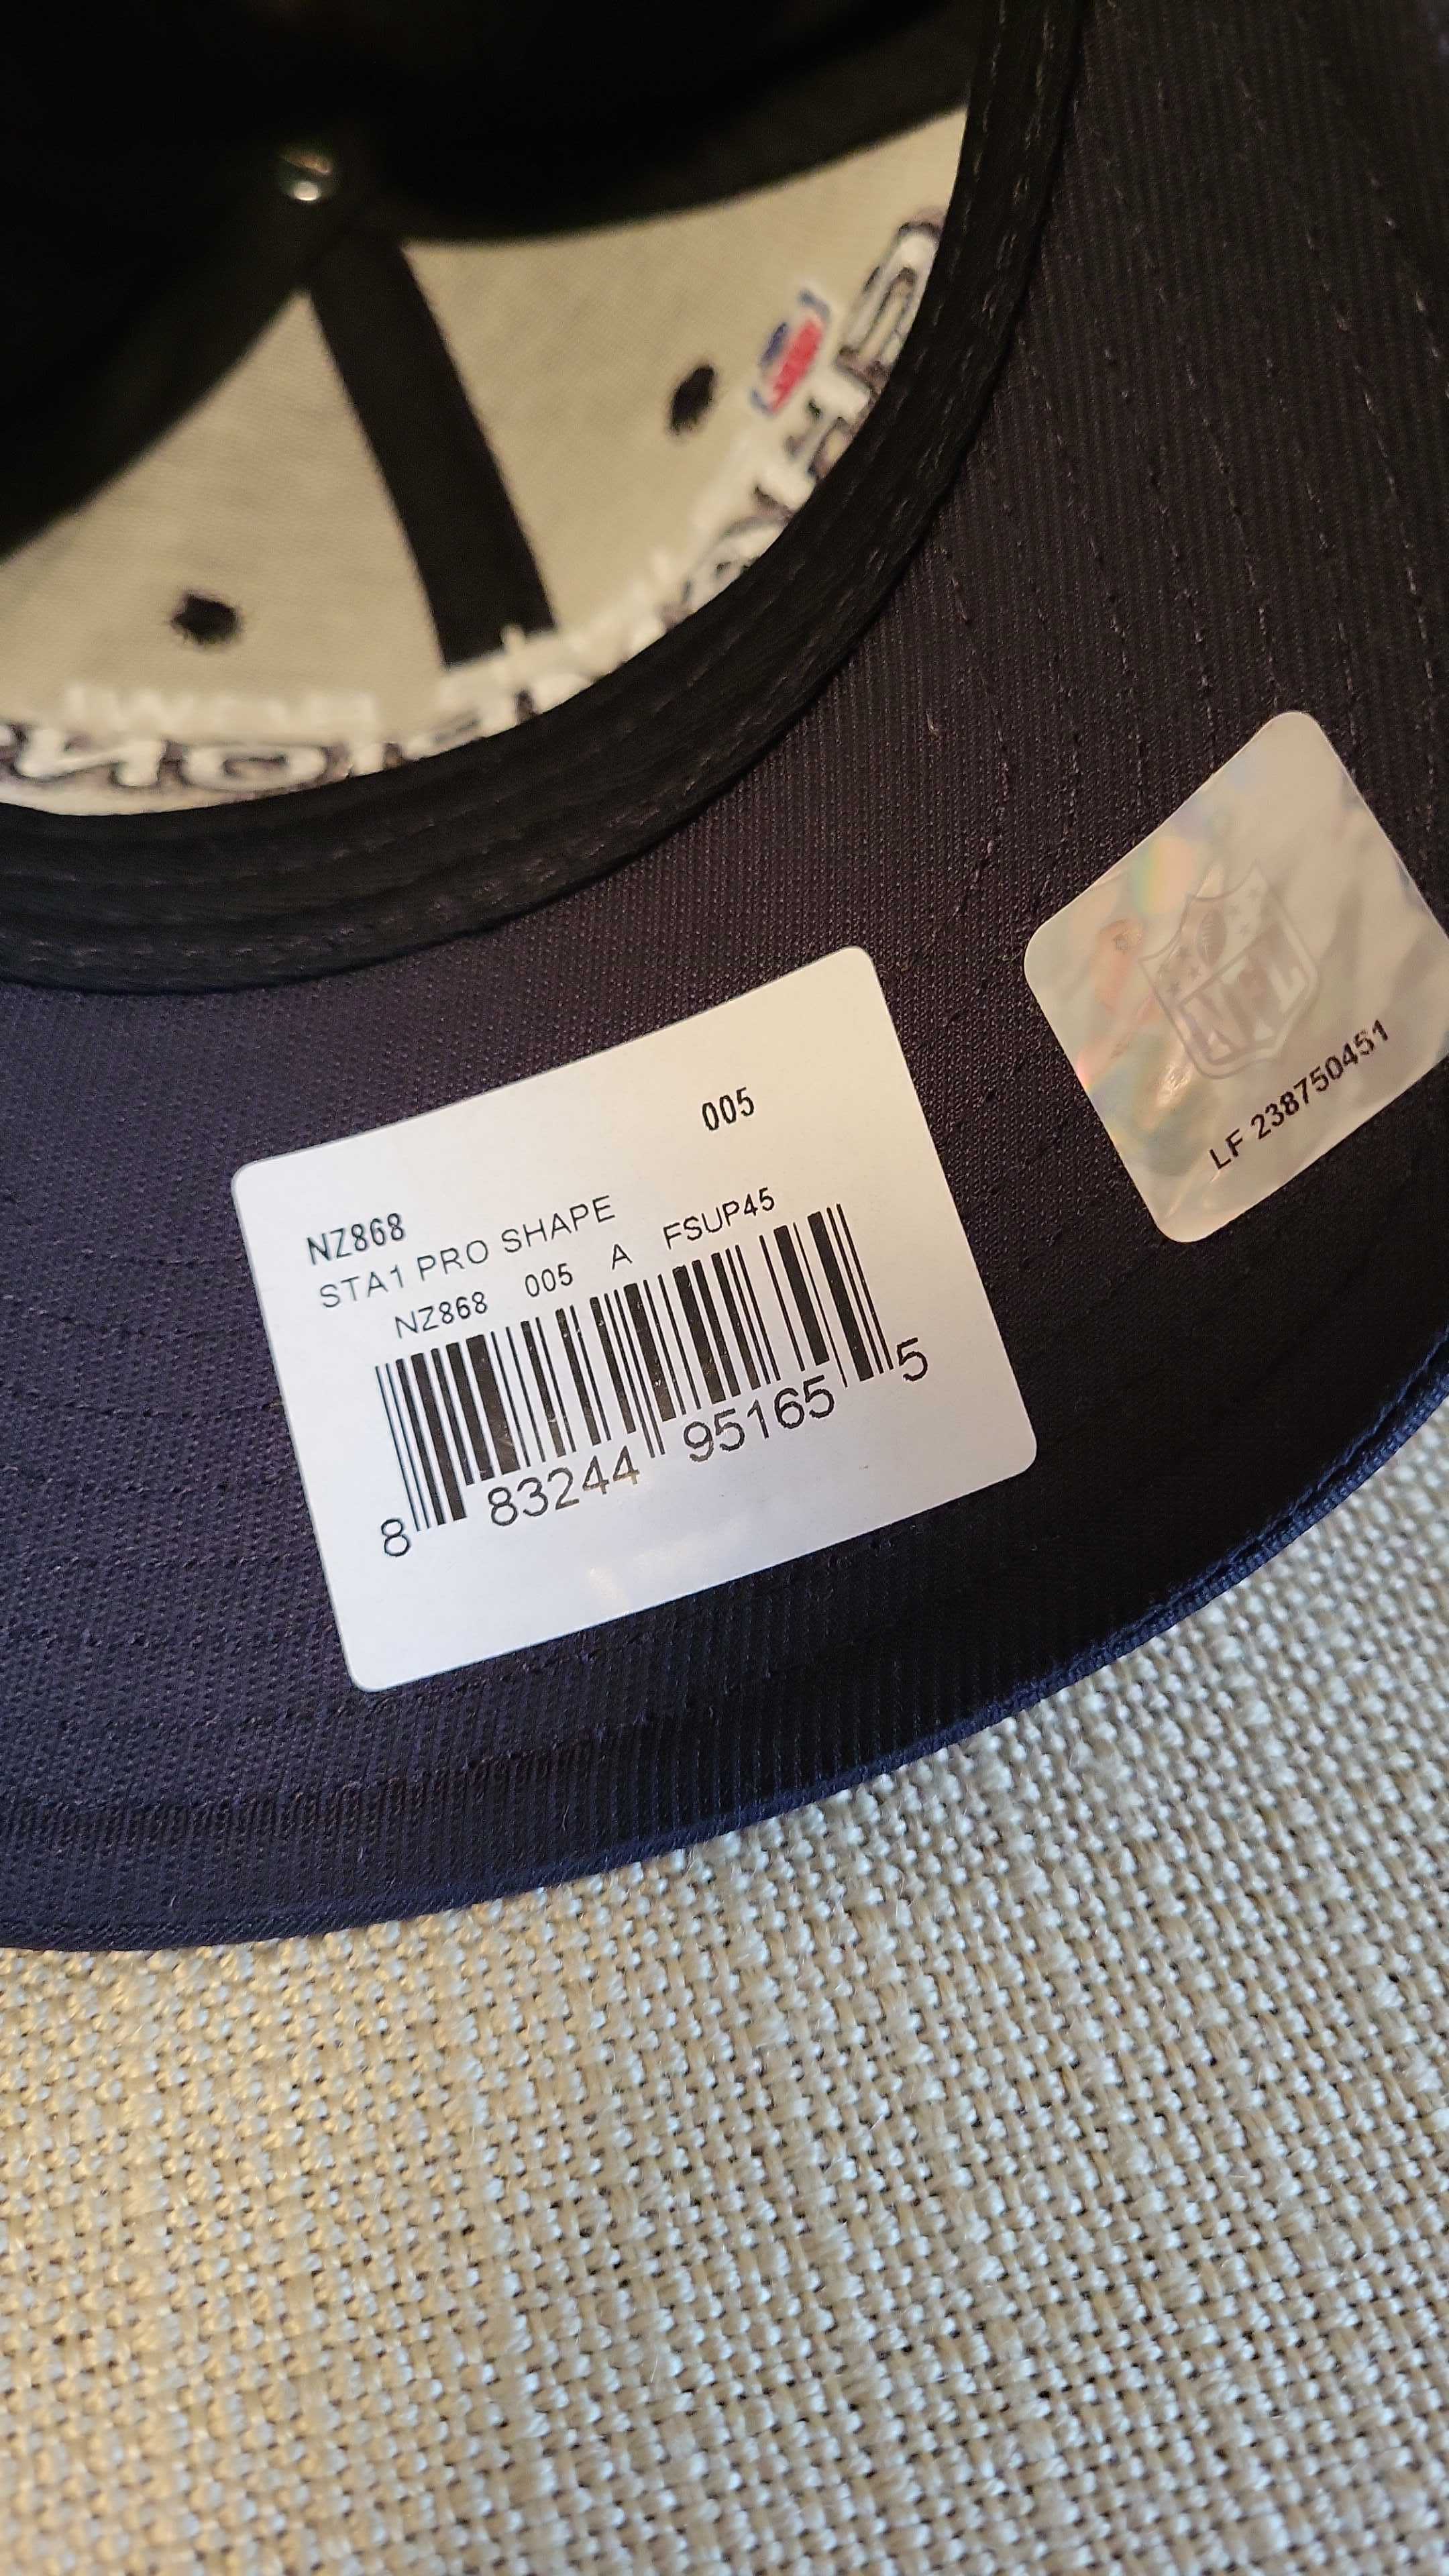 005
NZ868
STA1 PRO SHAPE
NZ868 005 A FSUP45
8 83244 95165 5
NFL
LF 238750451